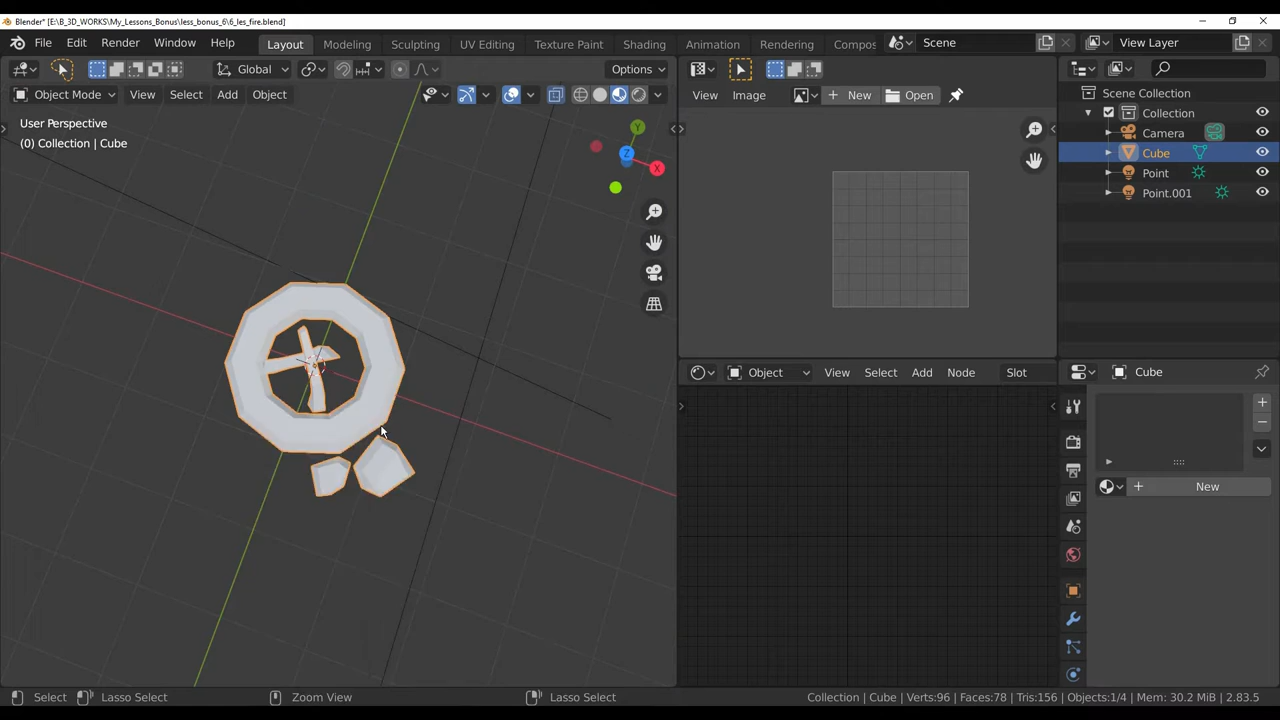 Blender* [E:\B_3D_WORKS\My_Lessons_Bonus\less_bonus_6\6_les_fire.blend]
File Edit Render Window Help Layout Modeling Sculpting UV Editing Texture Paint Shading Animation Rendering Compos Scene View Layer
Global Options
Object Mode View Select Add Object
User Perspective
(0) Collection | Cube
Y
Z
X
View Image New Open
Scene Collection
Collection
Camera
Cube
Point
Point.001
Object View Select Add Node Slot
Cube
New
Select Lasso Select Zoom View Lasso Select Collection | Cube | Verts:96 | Faces:78 | Tris:156 | Objects:1/4 | Mem: 30.2 MiB | 2.83.5